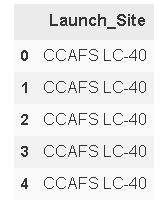 Launch_Site
0 CCAFS LC-40
1 CCAFS LC-40
2 CCAFS LC-40
3 CCAFS LC-40
4 CCAFS LC-40